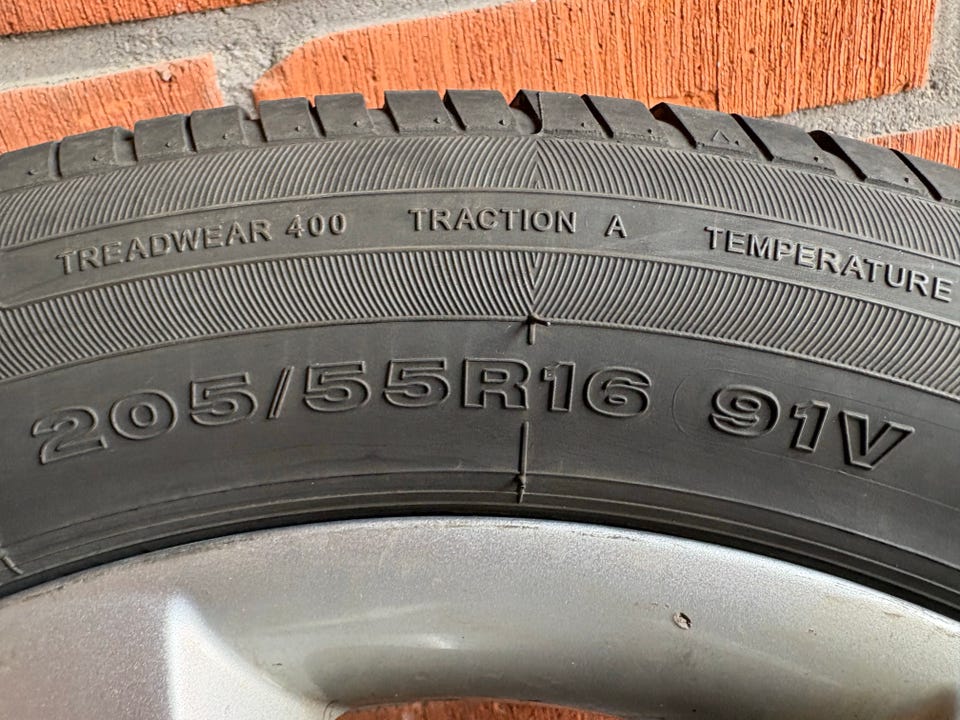 TREADWEAR 400 TRACTION A TEMPERATURE
205/55R16 91V